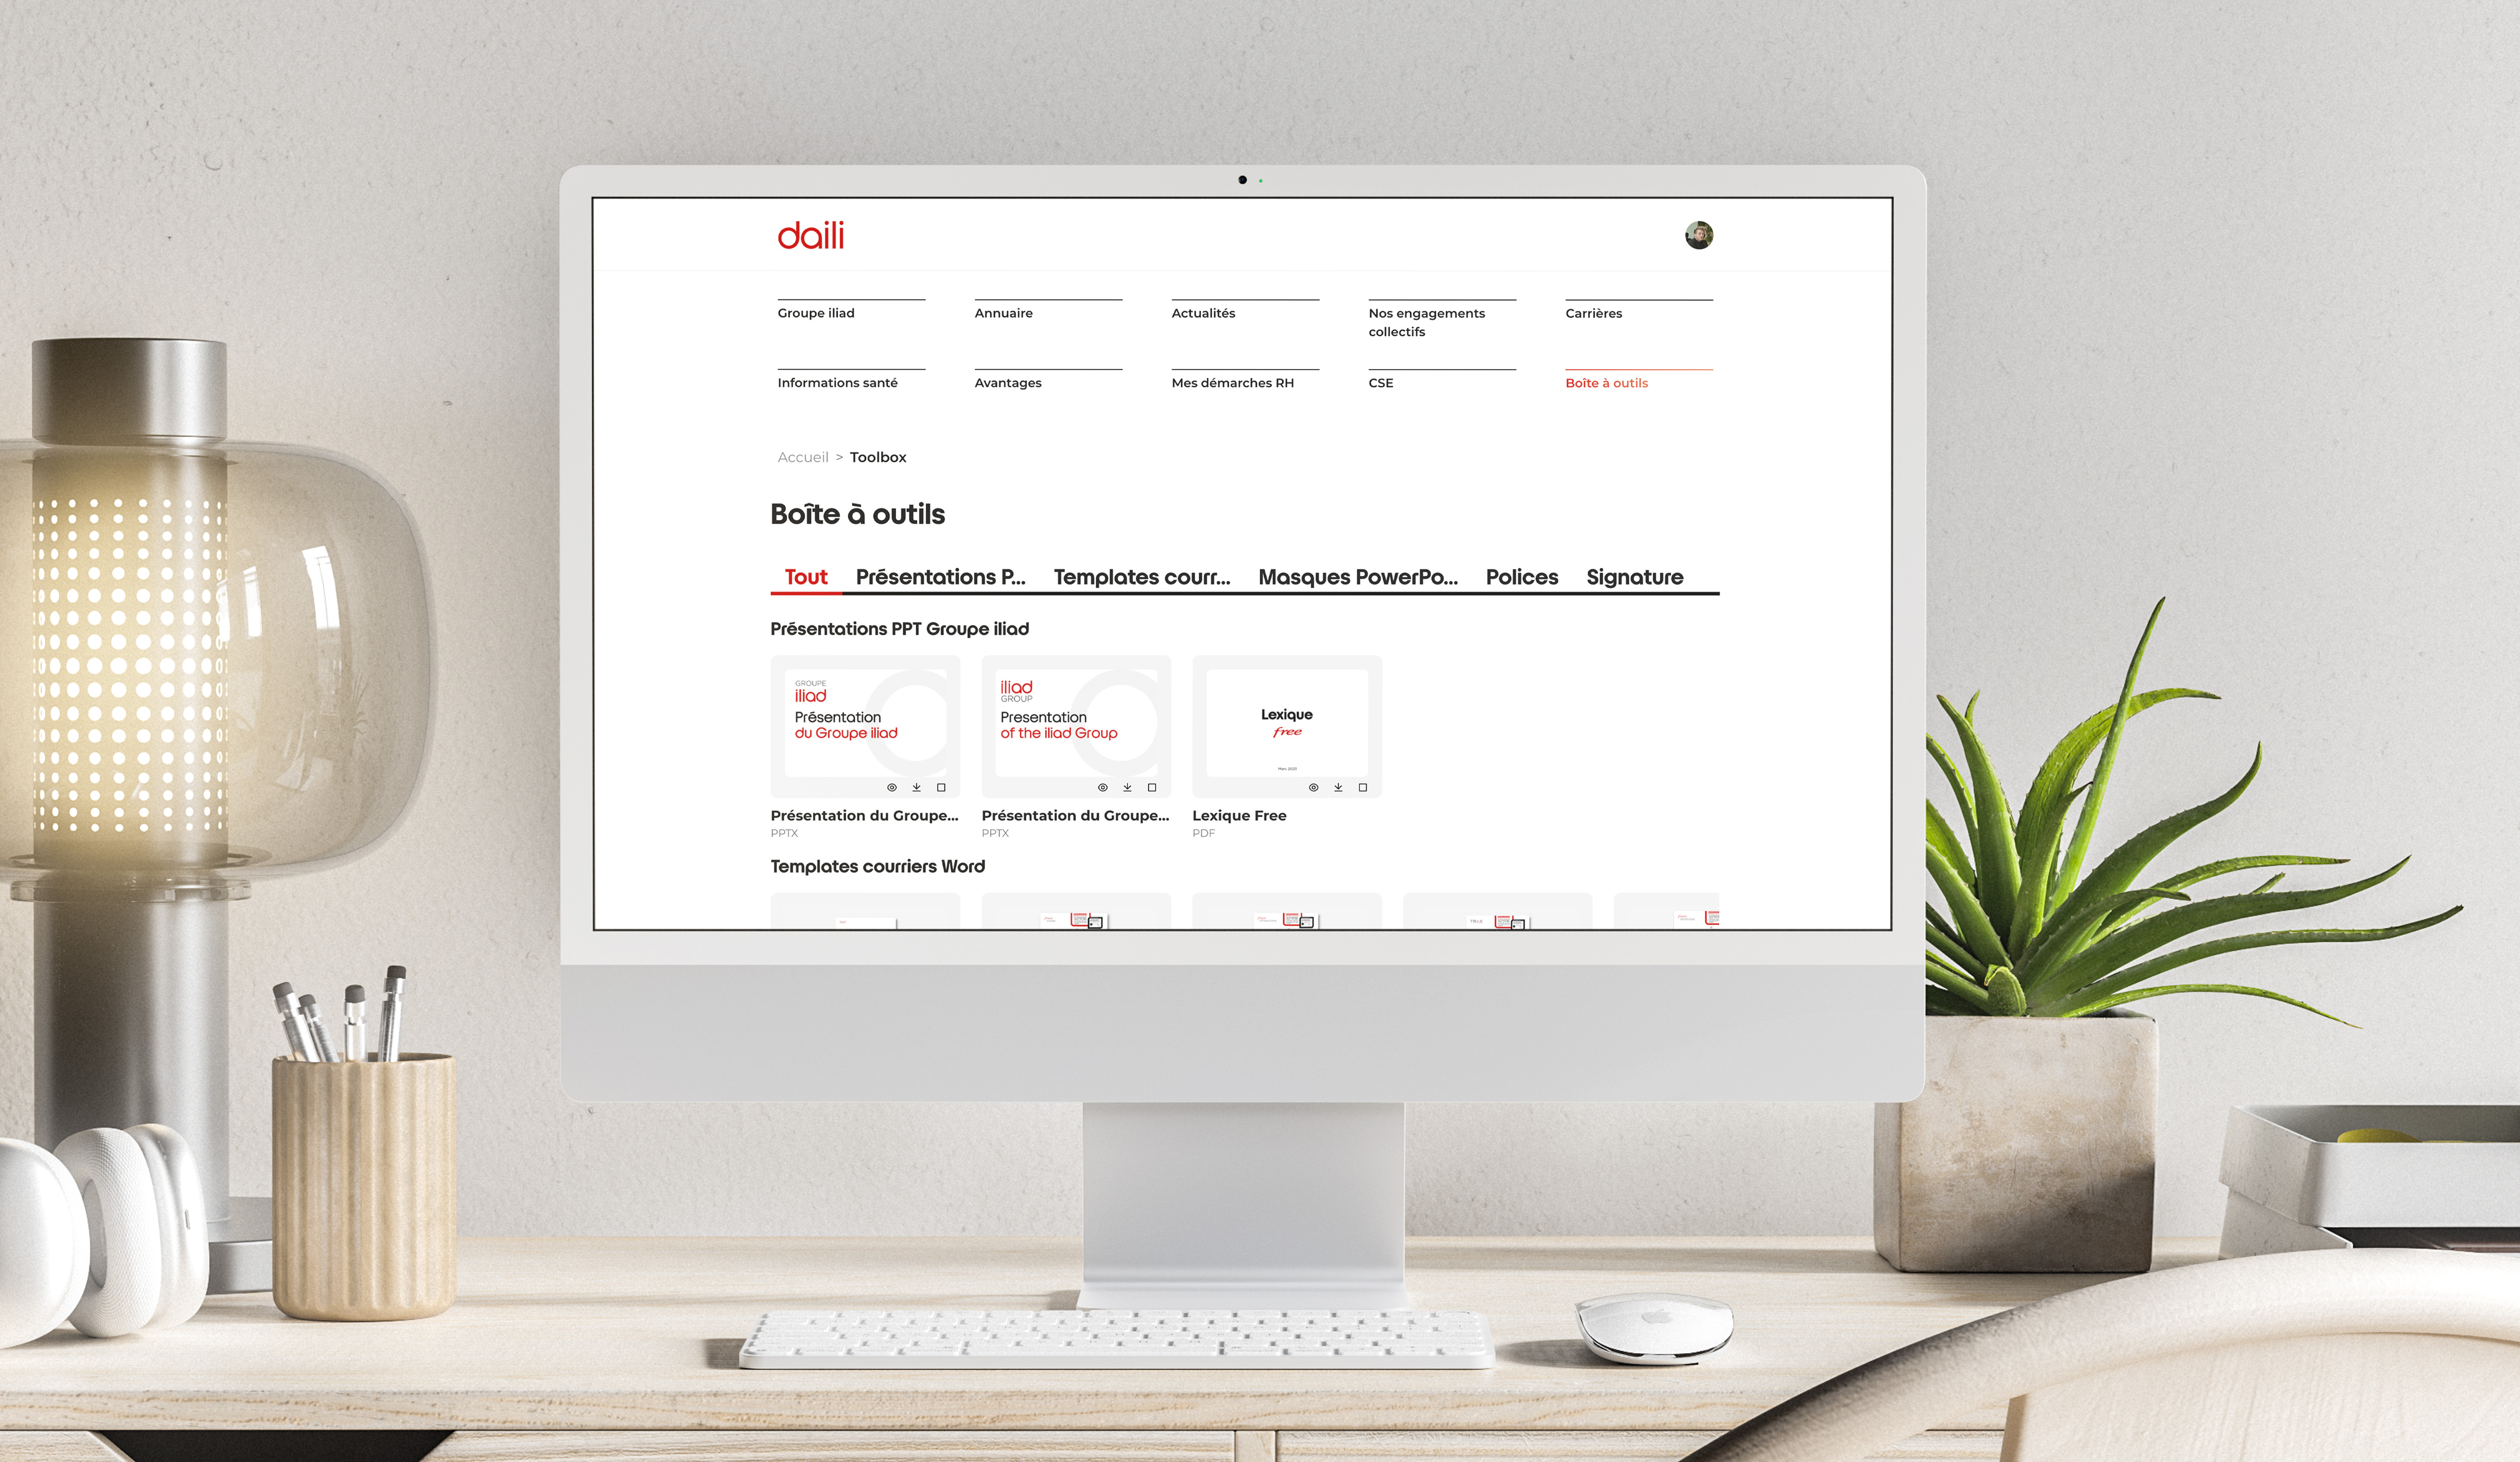 daili
Groupe iliad
Annuaire
Actualités
Nos engagements
collectifs
Carrières
Informations santé
Avantages
Mes démarches RH
CSE
Boîte à outils
Accueil > Toolbox
Boîte à outils
Tout
Présentations P...
Templates courr...
Masques PowerPo...
Polices
Signature
Présentations PPT Groupe iliad
GROUPE
iliad
Présentation
du Groupe iliad
iliad
GROUP
Presentation
of the iliad Group
Lexique
free
Mars 2023
Présentation du Groupe...
PPTX
Présentation du Groupe...
PPTX
Lexique Free
PDF
Templates courriers Word